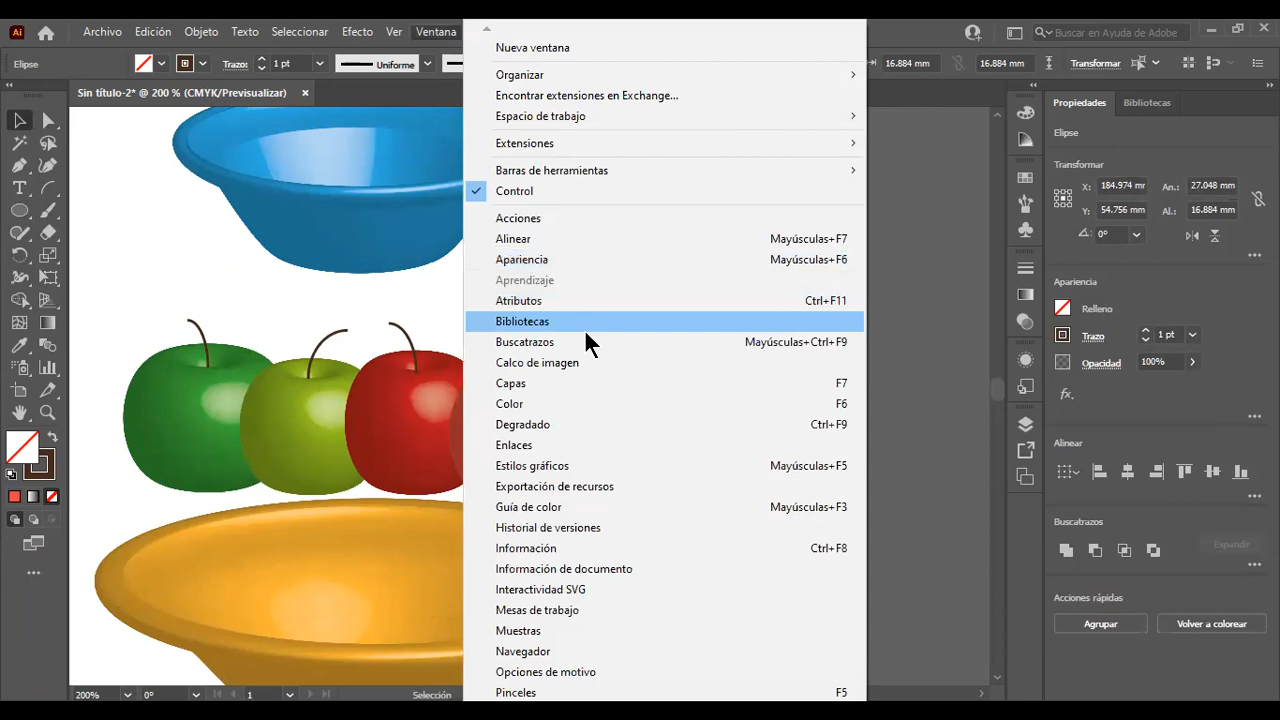 Ai
Archivo Edición Objeto Texto Seleccionar Efecto Ver Ventana
Buscar en Ayuda de Adobe
Elipse
Trazo: 1 pt
Uniforme
16.884 mm
16.884 mm
Transformar
Sin título-2* @ 200 % (CMYK/Previsualizar)
Nueva ventana
Organizar
Encontrar extensiones en Exchange...
Espacio de trabajo
Extensiones
Barras de herramientas
Control
Acciones
Alinear Mayúsculas+F7
Apariencia Mayúsculas+F6
Aprendizaje
Atributos Ctrl+F11
Bibliotecas
Buscatrazos Mayúsculas+Ctrl+F9
Calco de imagen
Capas F7
Color F6
Degradado Ctrl+F9
Enlaces
Estilos gráficos Mayúsculas+F5
Exportación de recursos
Guía de color Mayúsculas+F3
Historial de versiones
Información Ctrl+F8
Información de documento
Interactividad SVG
Mesas de trabajo
Muestras
Navegador
Opciones de motivo
Pinceles F5
Propiedades Bibliotecas
Elipse
Transformar
X: 184.974 mr An.: 27.048 mm
Y: 54.756 mm Al.: 16.884 mm
0°
Apariencia
Relleno
Trazo 1 pt
Opacidad 100%
fx.
Alinear
Buscatrazos
Expandir
Acciones rápidas
Agrupar Volver a colorear
200% 0° 1 Selección